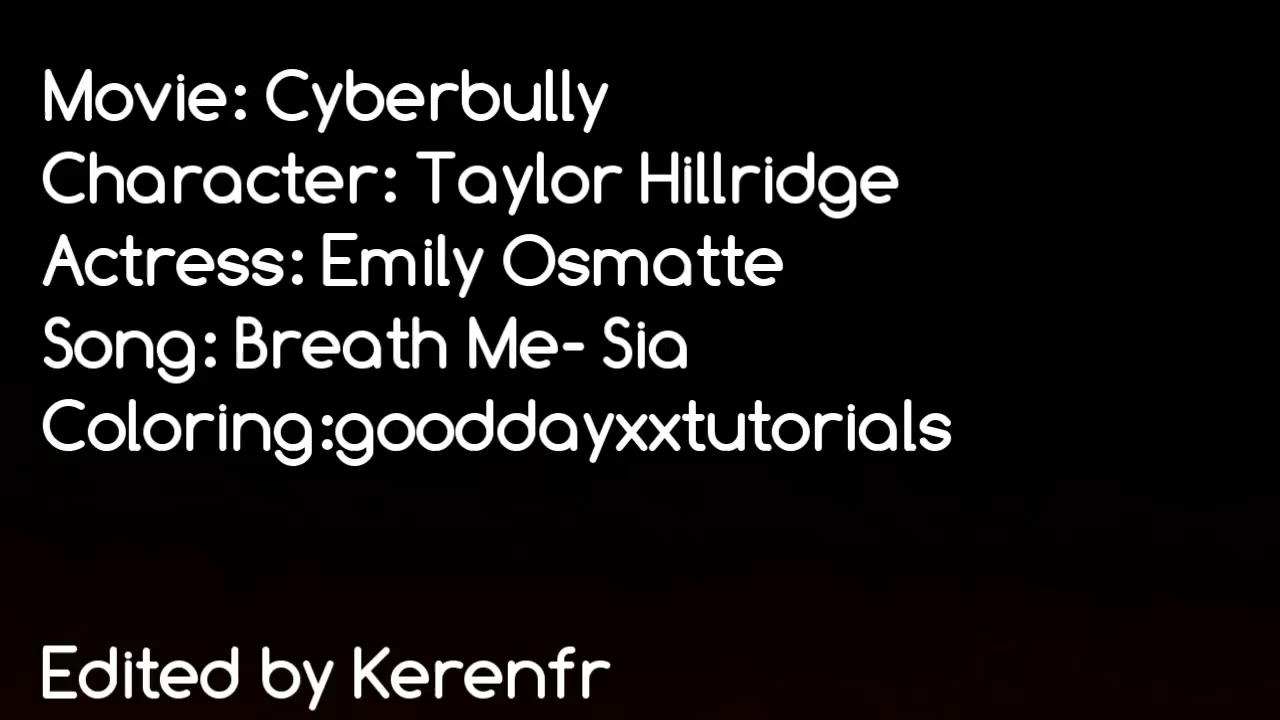 Movie: Cyberbully
Character: Taylor Hillridge
Actress: Emily Osmatte
Song: Breath Me- Sia
Coloring:gooddayxxtutorials
Edited by Kerenfr